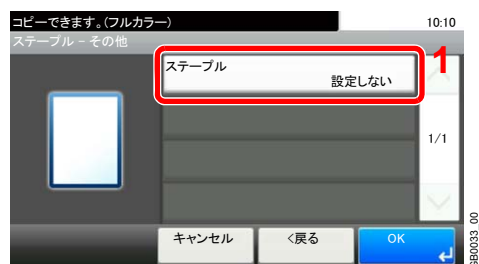 コピーできます。(フルカラー)
10:10
ステープル - その他
ステープル
設定しない
1
1/1
キャンセル
<戻る
OK
GB0033_00